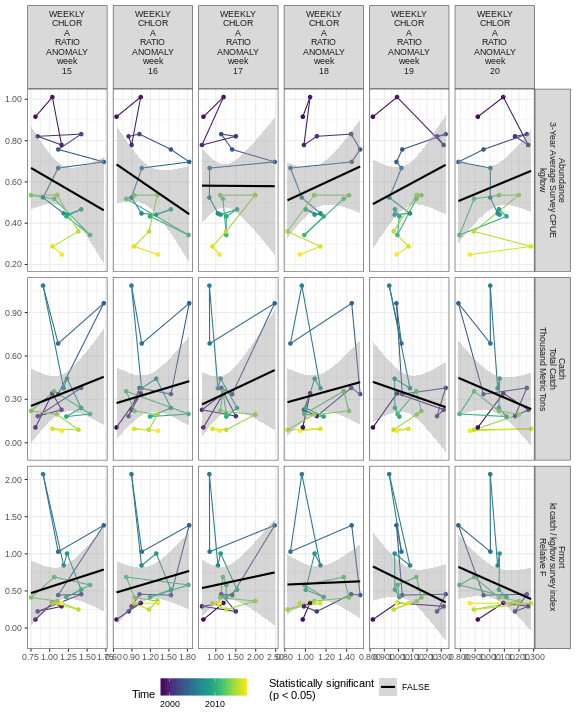 WEEKLY
CHLOR
A
RATIO
ANOMALY
week
15
WEEKLY
CHLOR
A
RATIO
ANOMALY
week
16
WEEKLY
CHLOR
A
RATIO
ANOMALY
week
17
WEEKLY
CHLOR
A
RATIO
ANOMALY
week
18
WEEKLY
CHLOR
A
RATIO
ANOMALY
week
19
WEEKLY
CHLOR
A
RATIO
ANOMALY
week
20
1.00
0.80
0.60
0.40
0.20
Abundance
3-Year Average Survey CPUE
kg/tow
0.90
0.60
0.30
0.00
Catch
Total Catch
Thousand Metric Tons
2.00
1.50
1.00
0.50
0.00
Fmort
kt catch / kg/tow survey index
Relative F
0.75 1.00 1.25 1.50
0.90 1.20 1.50 1.80
1.00 1.50 2.00
1.00 1.20 1.40
Time
2000 2010
Statistically significant
(p < 0.05)
FALSE